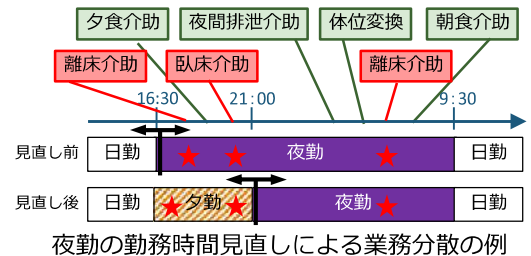 夕食介助 夜間排泄介助 体位変換 朝食介助
離床介助 臥床介助 離床介助
16:30 21:00 9:30
見直し前 日勤 夜勤 日勤
見直し後 日勤 夕勤 夜勤 日勤
夜勤の勤務時間見直しによる業務分散の例